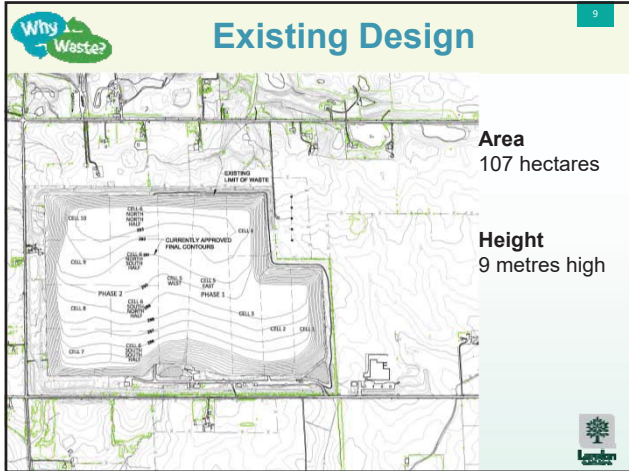 Why
Waste?
Existing Design
9
Area
107 hectares
Height
9 metres high
EXISTING
LIMIT OF WASTE
CELL 10
CELL 6
NORTH
NORTH
HALF
CELL 4
CURRENTLY APPROVED
FINAL CONTOURS
CELL 9
CELL 6
NORTH
SOUTH
HALF
CELL 5
WEST
CELL 5
EAST
PHASE 2
PHASE 1
CELL 8
CELL 6
SOUTH
NORTH
HALF
CELL 3
CELL 2
CELL 1
CELL 7
CELL 6
SOUTH
SOUTH
HALF
London